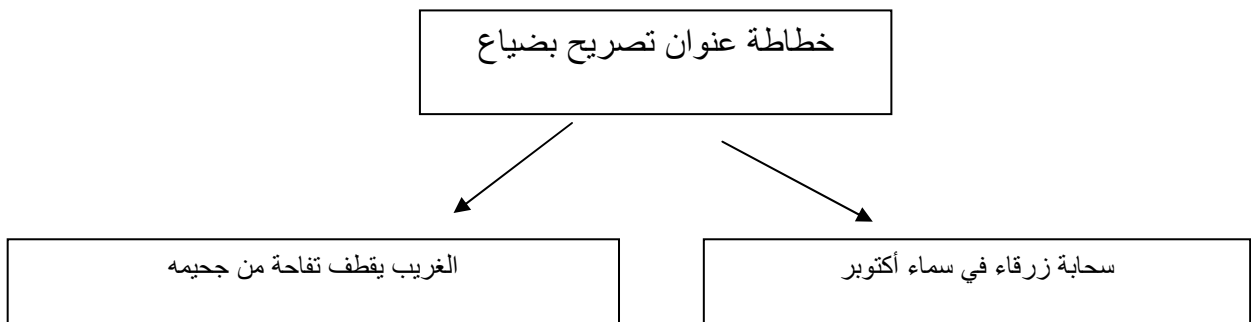 خطاطة عنوان تصريح بضياع
سحابة زرقاء في سماء أكتوبر
الغريب يقطف تفاحة من جحيمه